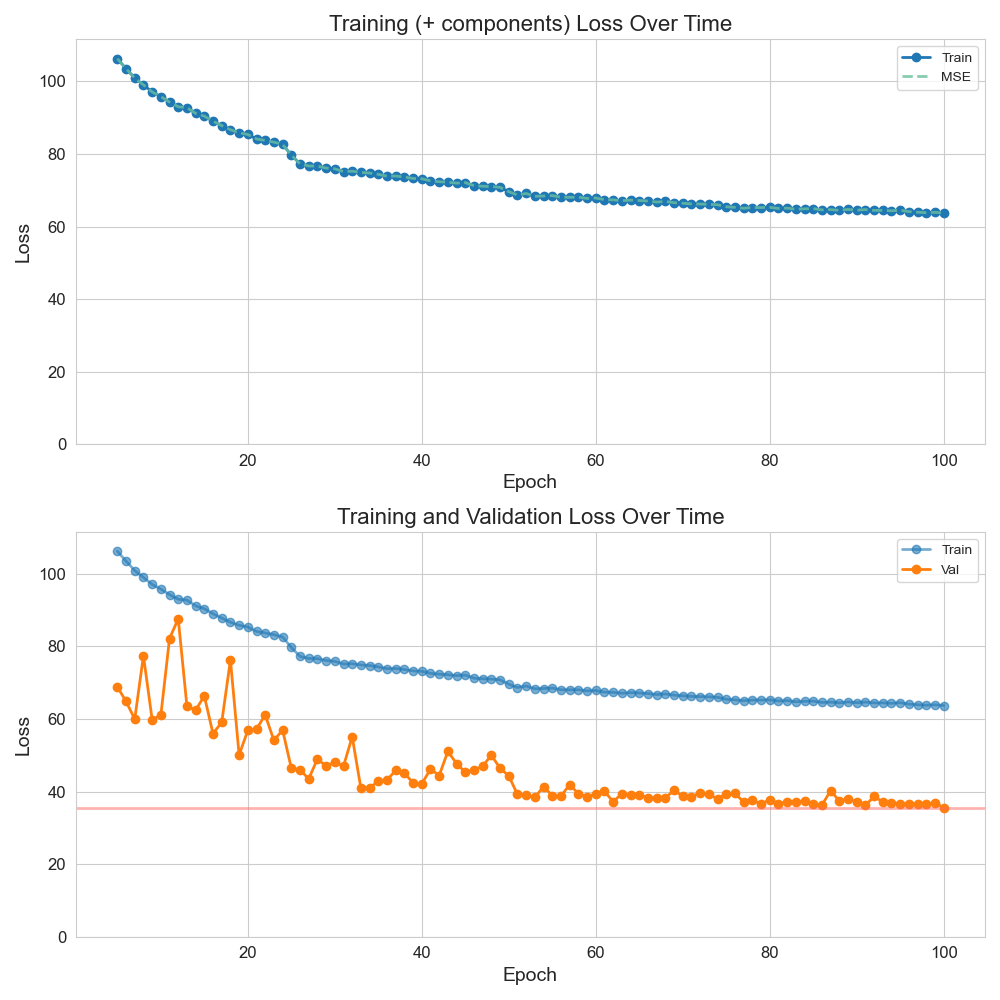 Training (+ components) Loss Over Time
Train
MSE
100
80
60
40
20
0
Loss
20 40 60 80 100
Epoch
Training and Validation Loss Over Time
Train
Val
100
80
60
40
20
0
Loss
20 40 60 80 100
Epoch